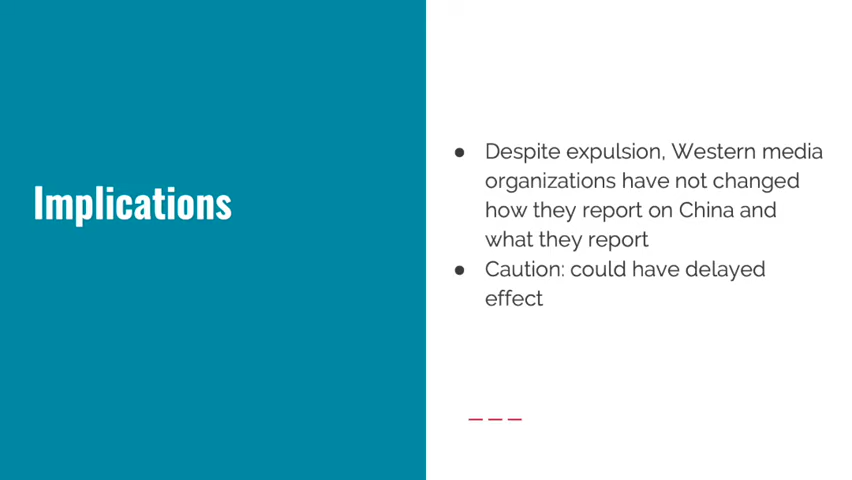 Implications
● Despite expulsion, Western media
organizations have not changed
how they report on China and
what they report
● Caution: could have delayed
effect